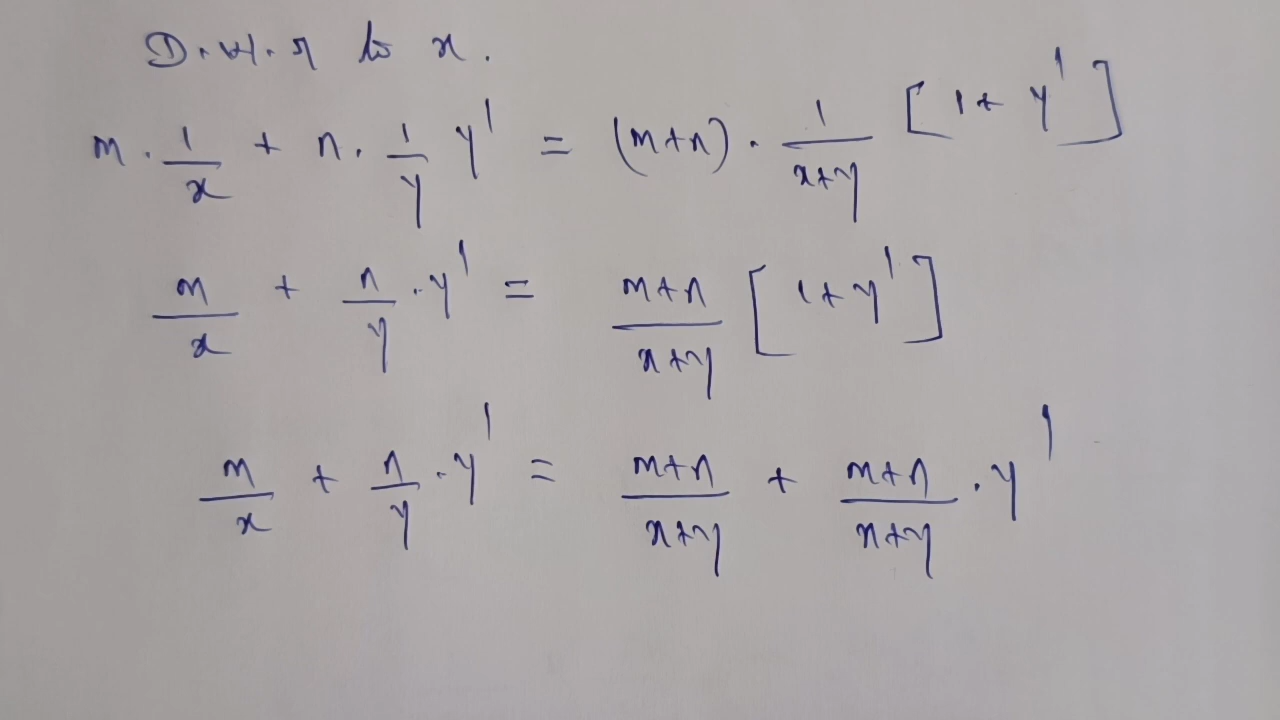 D.w.r to x.
m · 1/x + n · 1/y y' = (m+n) · 1/(x+y) [1 + y']
m/x + n/y · y' = (m+n)/(x+y) [1 + y']
m/x + n/y · y' = (m+n)/(x+y) + (m+n)/(x+y) · y'